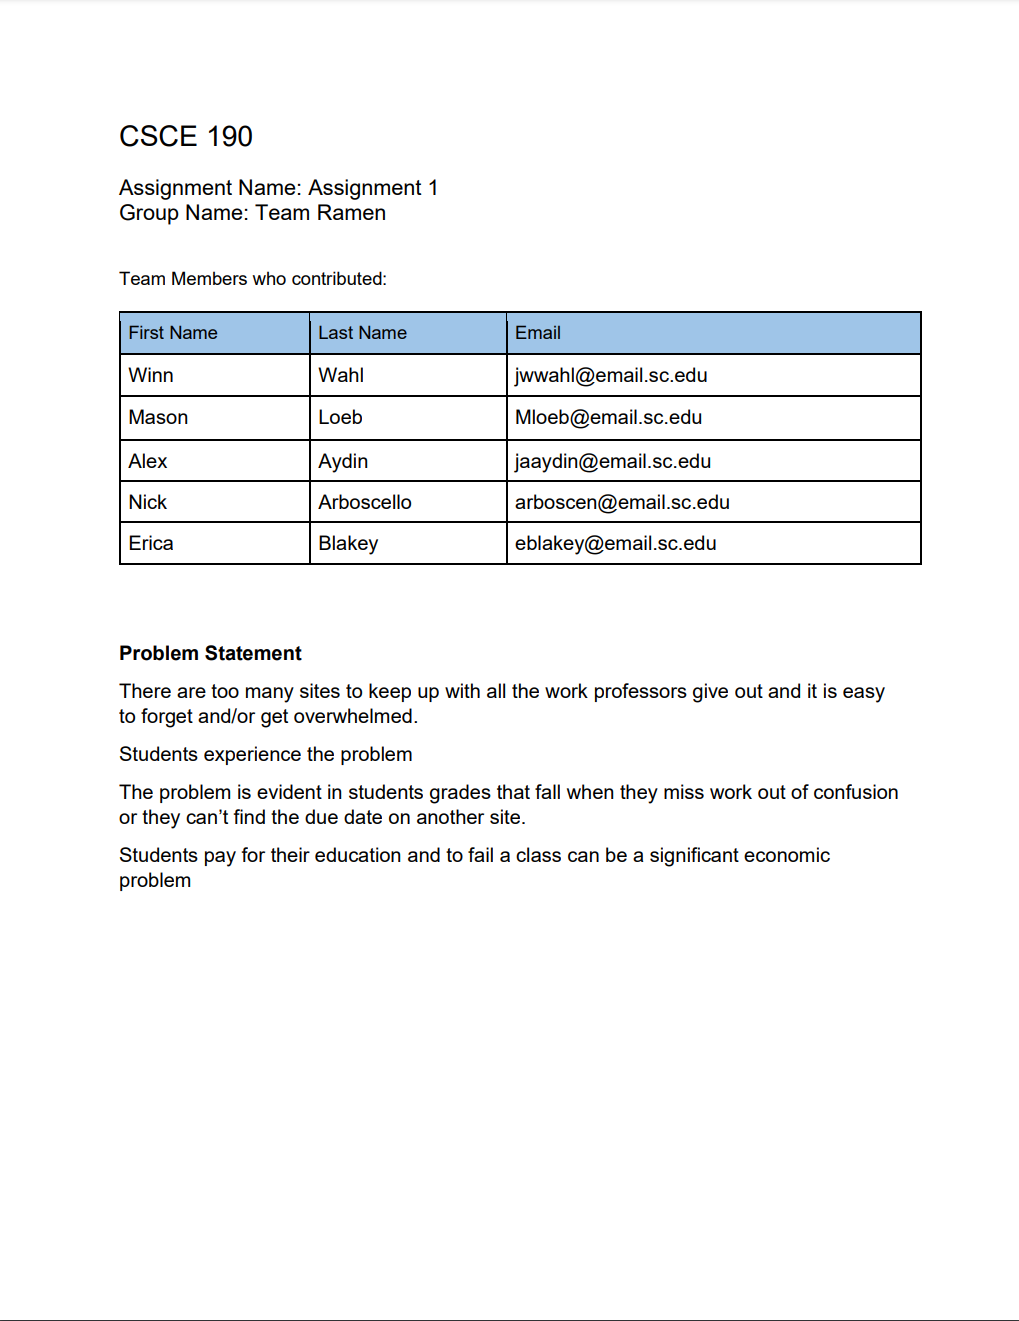 CSCE 190
Assignment Name: Assignment 1
Group Name: Team Ramen
Team Members who contributed:
First Name Last Name Email
Winn Wahl jwwahl@email.sc.edu
Mason Loeb Mloeb@email.sc.edu
Alex Aydin jaaydin@email.sc.edu
Nick Arboscello arboscen@email.sc.edu
Erica Blakey eblakey@email.sc.edu
Problem Statement
There are too many sites to keep up with all the work professors give out and it is easy
to forget and/or get overwhelmed.
Students experience the problem
The problem is evident in students grades that fall when they miss work out of confusion
or they can’t find the due date on another site.
Students pay for their education and to fail a class can be a significant economic
problem